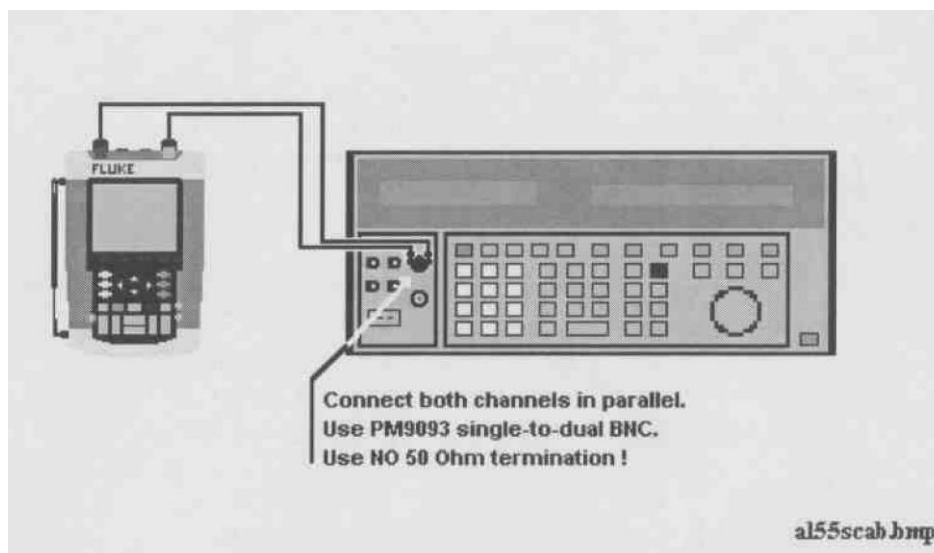 FLUKE
Connect both channels in parallel.
Use PM9093 single-to-dual BNC.
Use NO 50 Ohm termination !
al55scab.bmp